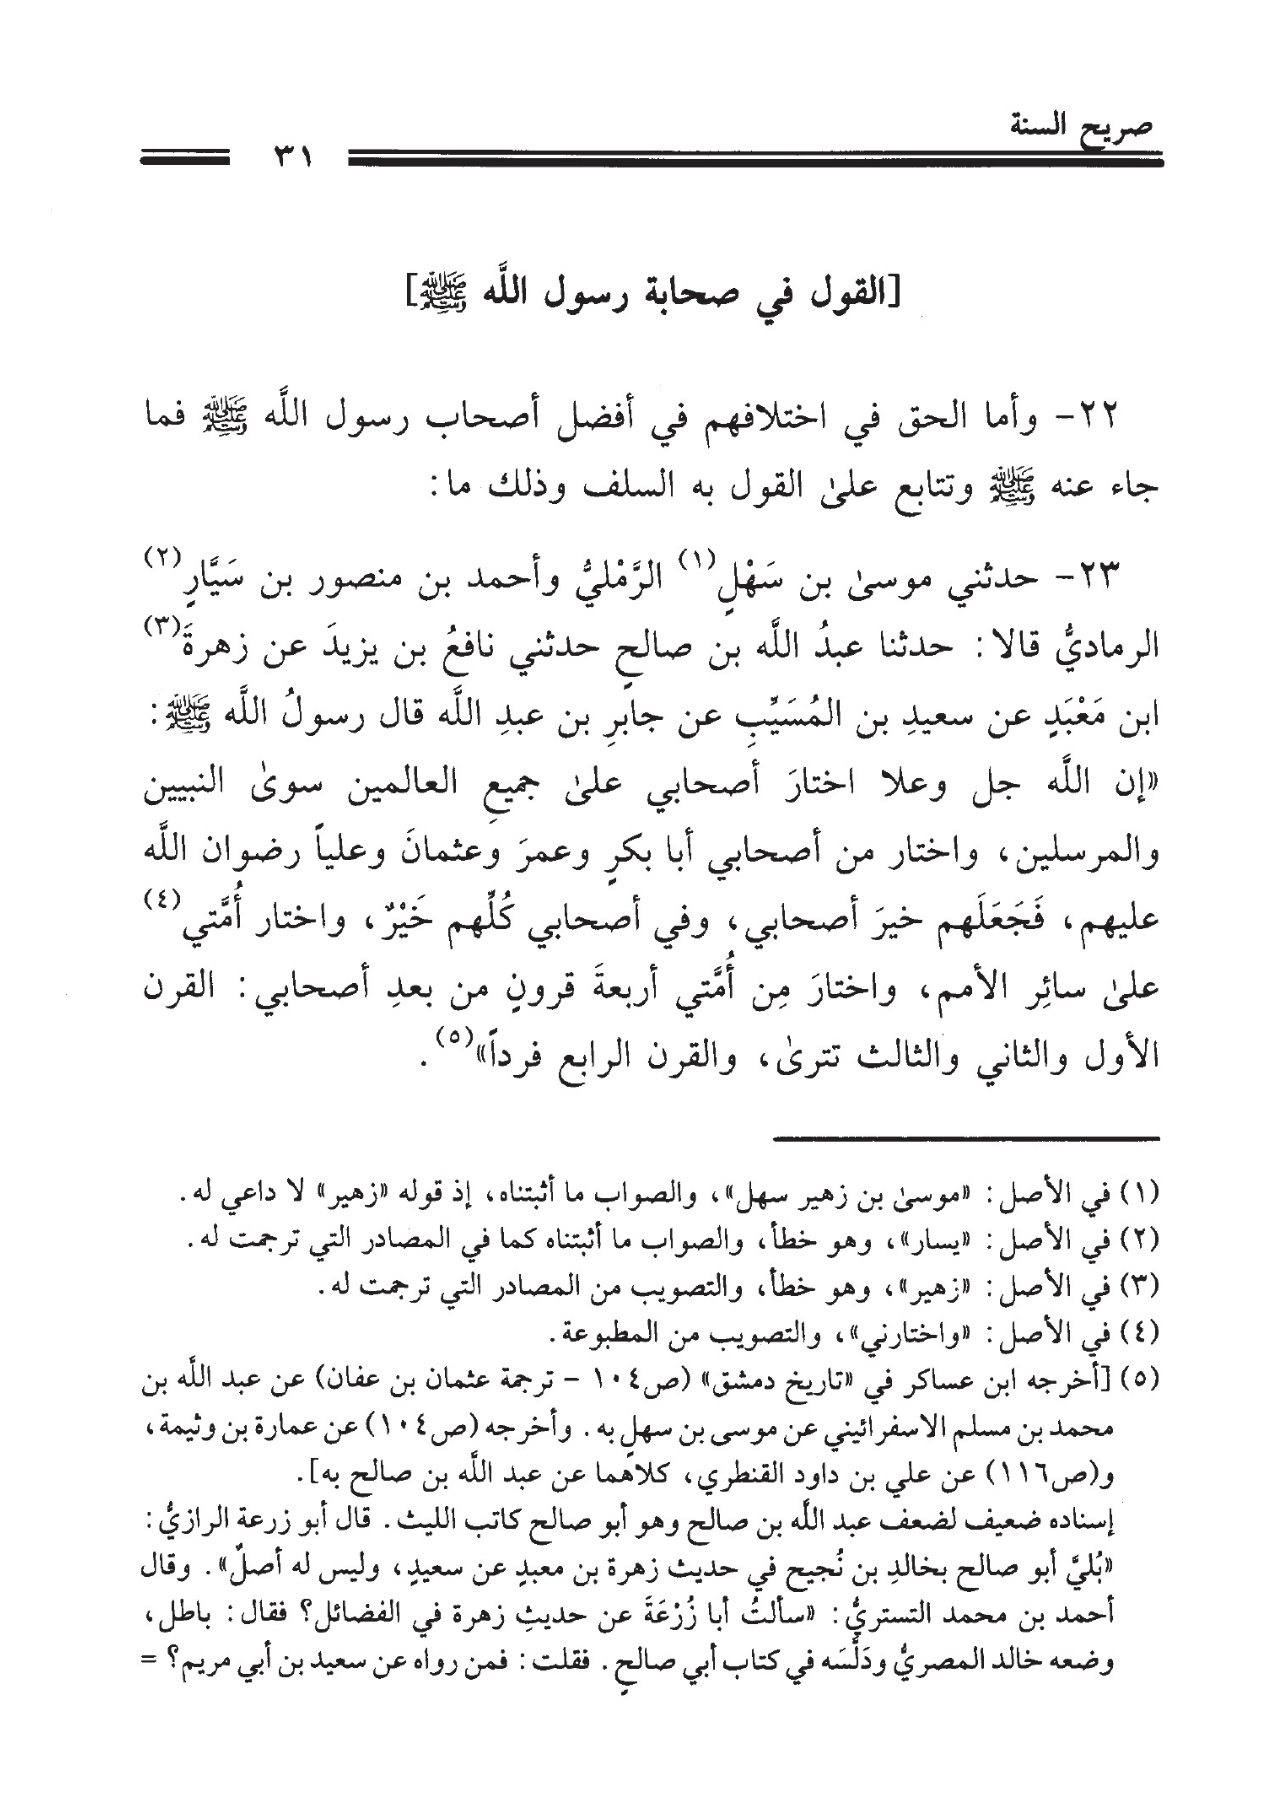 صريح السنة
٣١
[القول في صحابة رسول اللَّه ﷺ]
٢٢- وأما الحق في اختلافهم في أفضل أصحاب رسول اللَّه ﷺ فما
جاء عنه ﷺ وتتابع علىٰ القول به السلف وذلك ما:
٢٣- حدثني موسىٰ بن سَهْلٍ(١) الرَّمْليُّ وأحمد بن منصور بن سَيَّارٍ(٢)
الرماديُّ قالا: حدثنا عبدُ اللَّه بن صالحٍ حدثني نافعُ بن يزيدَ عن زهرةَ(٣)
ابن مَعْبَدٍ عن سعيدِ بن المُسَيِّبِ عن جابرِ بن عبدِ اللَّه قال رسولُ اللَّه ﷺ:
«إن اللَّه جل وعلا اختارَ أصحابي علىٰ جميعِ العالمين سوىٰ النبيين
والمرسلين، واختار من أصحابي أبا بكرٍ وعمرَ وعثمانَ وعلياً رضوان اللَّه
عليهم، فَجَعَلَهم خيرَ أصحابي، وفي أصحابي كُلِّهم خَيْرٌ، واختار أُمَّتي(٤)
علىٰ سائِر الأمم، واختارَ مِن أُمَّتي أربعةَ قرونٍ من بعدِ أصحابي: القرن
الأول والثاني والثالث تترىٰ، والقرن الرابع فرداً»(٥).
(١) في الأصل: «موسىٰ بن زهير سهل»، والصواب ما أثبتناه، إذ قوله «زهير» لا داعي له.
(٢) في الأصل: «يسار»، وهو خطأ، والصواب ما أثبتناه كما في المصادر التي ترجمت له.
(٣) في الأصل: «زهير»، وهو خطأ، والتصويب من المصادر التي ترجمت له.
(٤) في الأصل: «واختارني»، والتصويب من المطبوعة.
(٥) [أخرجه ابن عساكر في «تاريخ دمشق» (ص١٠٤ - ترجمة عثمان بن عفان) عن عبد اللَّه بن
محمد بن مسلم الاسفرائيني عن موسى بن سهلٍ به. وأخرجه (ص١٠٤) عن عمارة بن وثيمة،
و(ص١١٦) عن علي بن داود القنطري، كلاهما عن عبد اللَّه بن صالح به].
إسناده ضعيف لضعف عبد اللَّه بن صالح وهو أبو صالح كاتب الليث. قال أبو زرعة الرازيُّ:
«بُليَّ أبو صالح بخالدِ بن نُجيح في حديث زهرة بن معبدٍ عن سعيدٍ، وليس له أصلٌ». وقال
أحمد بن محمد التستريُّ: «سألتُ أبا زُرْعَةَ عن حديثِ زهرة في الفضائل؟ فقال: باطل،
وضعه خالد المصريُّ ودَلَّسَه في كتاب أبي صالحٍ. فقلت: فمن رواه عن سعيد بن أبي مريم؟ =